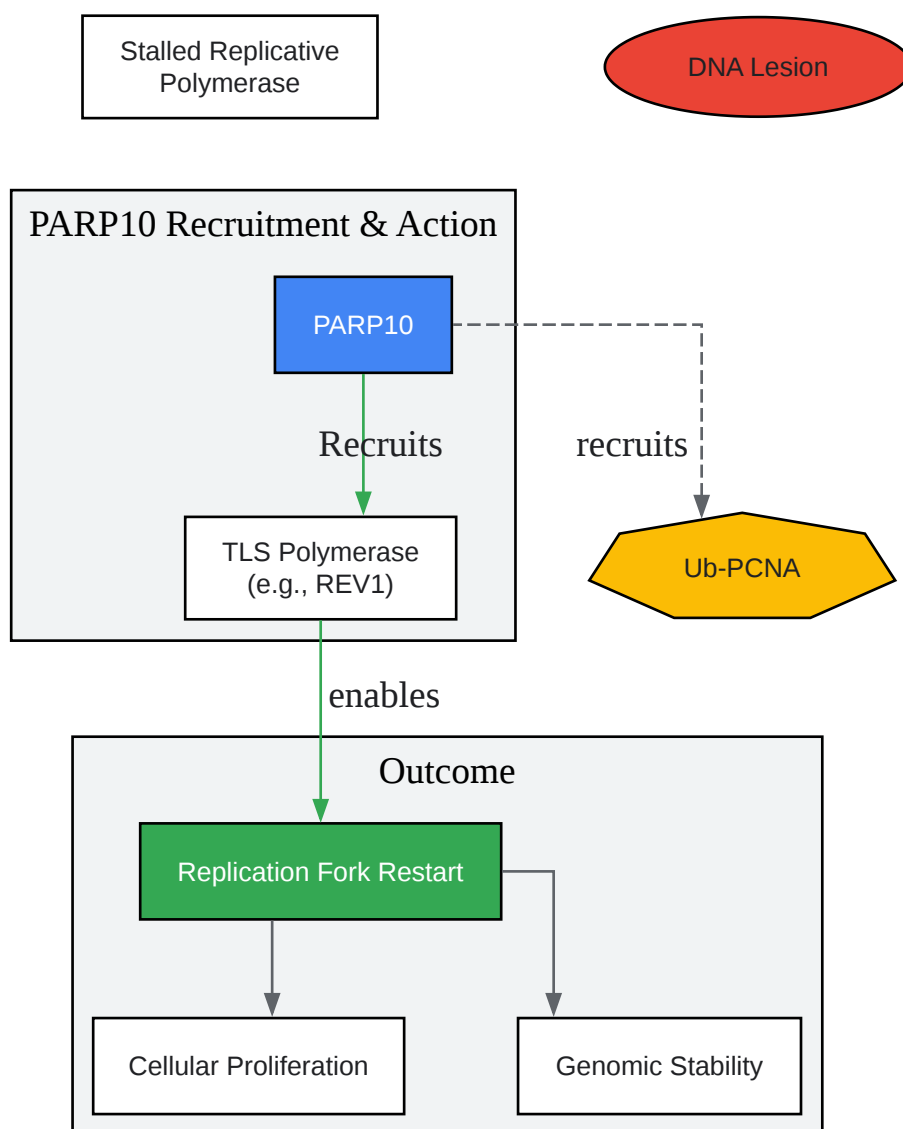 Stalled Replicative
Polymerase
DNA Lesion
PARP10 Recruitment & Action
PARP10
Recruits
recruits
TLS Polymerase
(e.g., REV1)
Ub-PCNA
enables
Outcome
Replication Fork Restart
Cellular Proliferation
Genomic Stability